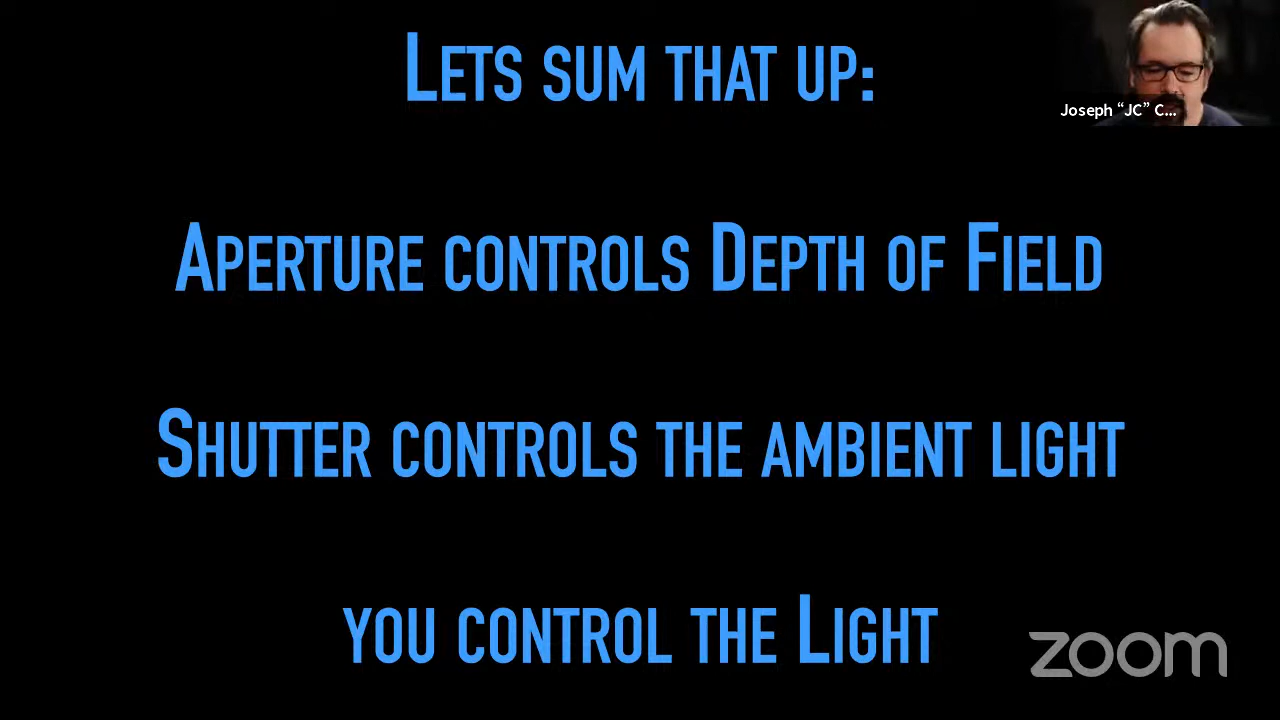 LETS SUM THAT UP:
Joseph “JC” C...
APERTURE CONTROLS DEPTH OF FIELD
SHUTTER CONTROLS THE AMBIENT LIGHT
YOU CONTROL THE LIGHT
zoom